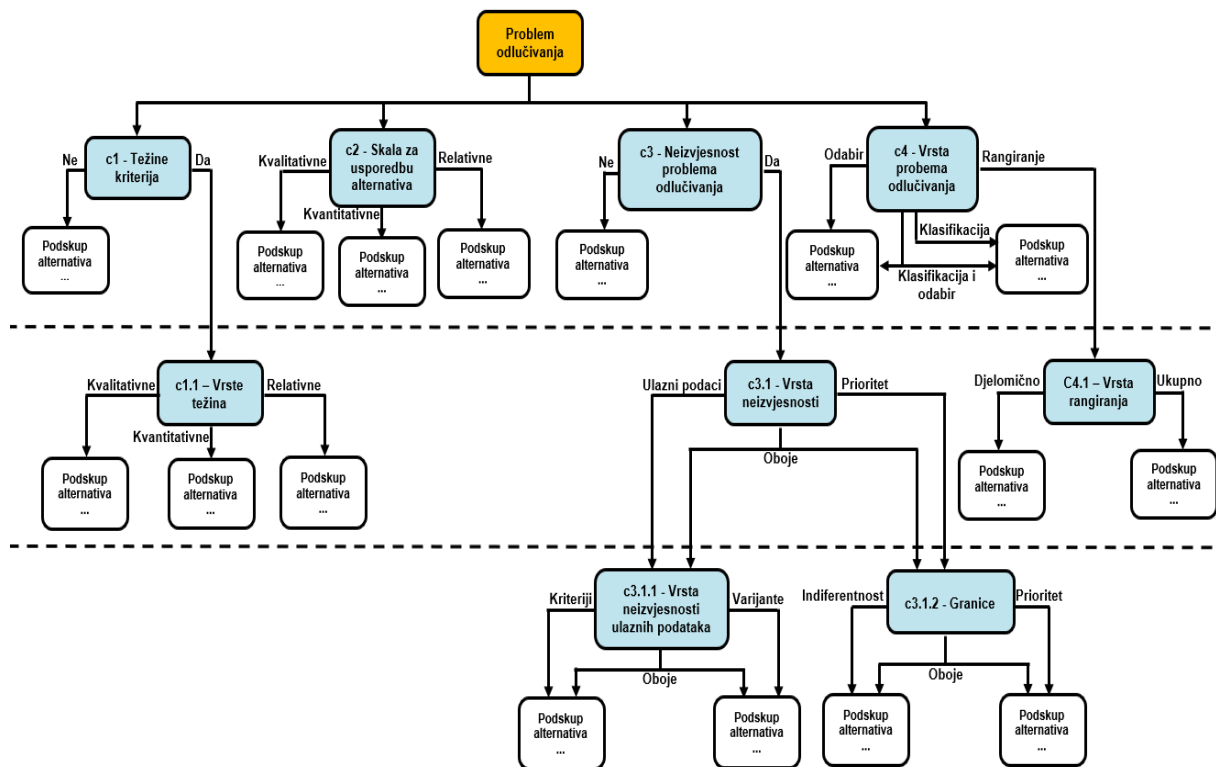 Problem
odlučivanja
Ne
c1 - Težine
kriterija
Da
Kvalitativne
c2 - Skala za
usporedbu
alternativa
Relativne
Kvantitativne
Ne
c3 - Neizvjesnost
problema
odlučivanja
Da
Odabir
c4 - Vrsta
probema
odlučivanja
Rangiranje
Klasifikacija
Klasifikacija i
odabir
Podskup
alternativa
...
Podskup
alternativa
...
Podskup
alternativa
...
Podskup
alternativa
...
Podskup
alternativa
...
Podskup
alternativa
...
Podskup
alternativa
...
Kvalitativne
c1.1 – Vrste
težina
Relativne
Kvantitativne
Ulazni podaci
c3.1 - Vrsta
neizvjesnosti
Prioritet
Oboje
Djelomično
C4.1 – Vrsta
rangiranja
Ukupno
Podskup
alternativa
...
Podskup
alternativa
...
Podskup
alternativa
...
Podskup
alternativa
...
Podskup
alternativa
...
Kriteriji
c3.1.1 - Vrsta
neizvjesnosti
ulaznih podataka
Varijante
Oboje
Indiferentnost
c3.1.2 - Granice
Prioritet
Oboje
Podskup
alternativa
...
Podskup
alternativa
...
Podskup
alternativa
...
Podskup
alternativa
...